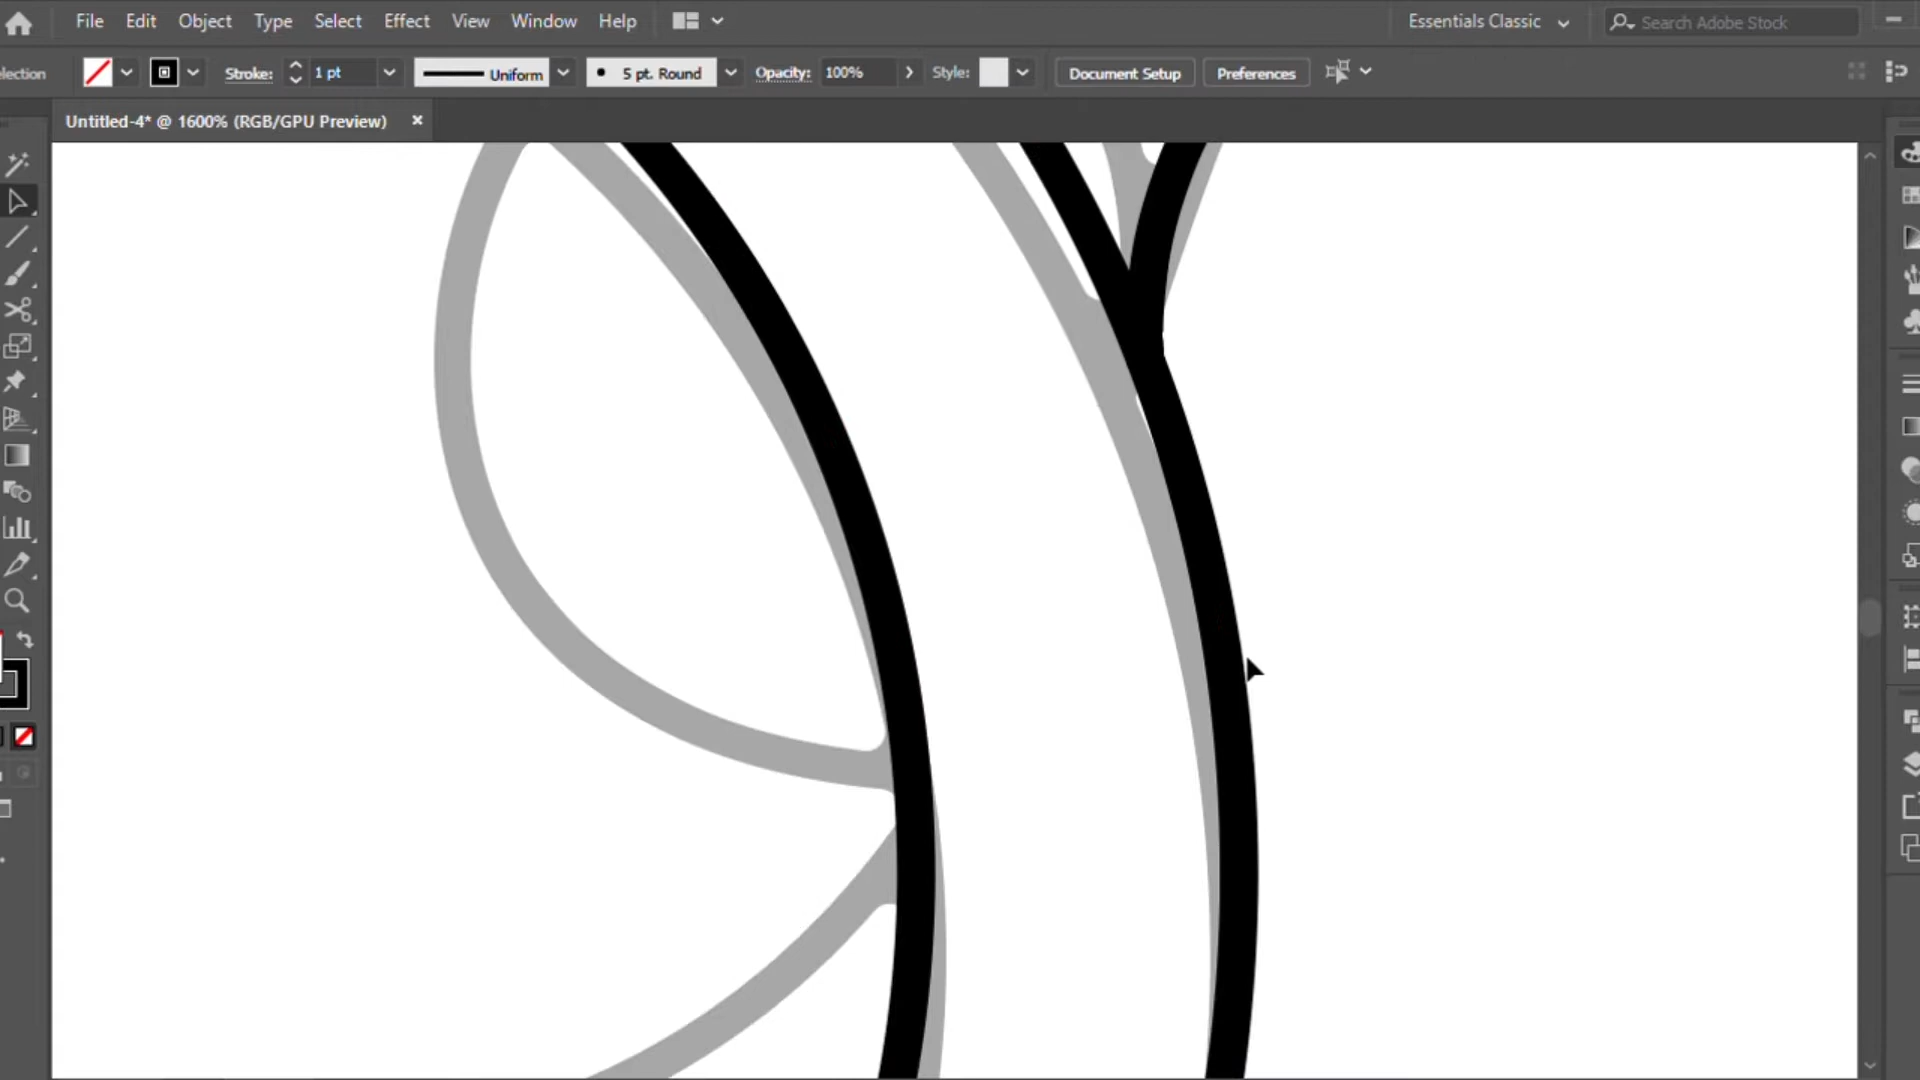 File Edit Object Type Select Effect View Window Help Essentials Classic Search Adobe Stock
election Stroke: 1 pt Uniform 5 pt. Round Opacity: 100% Style: Document Setup Preferences
Untitled-4* @ 1600% (RGB/GPU Preview) ×